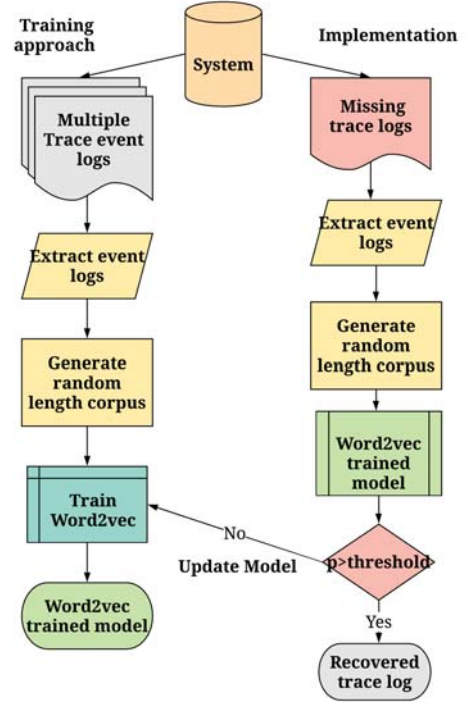 Training
approach
System
Implementation
Multiple
Trace event
logs
Missing
trace logs
Extract event
logs
Extract event
logs
Generate
random
length corpus
Generate
random
length corpus
Train
Word2vec
Word2vec
trained
model
No
Update Model
p>threshold
Yes
Word2vec
trained model
Recovered
trace log